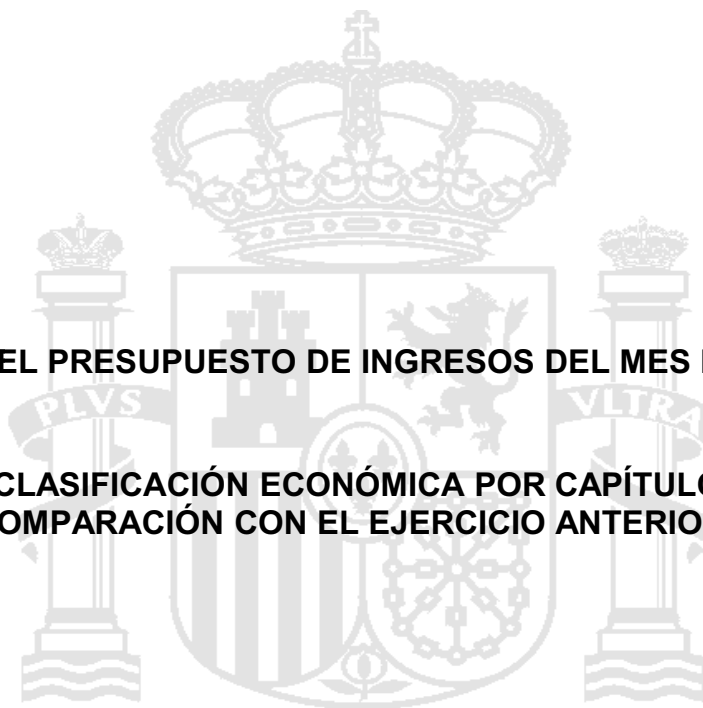 EL PRESUPUESTO DE INGRESOS DEL MES
PLVS
VLTRA
CLASIFICACIÓN ECONÓMICA POR CAPÍTULO
OMPARACIÓN CON EL EJERCICIO ANTERIO